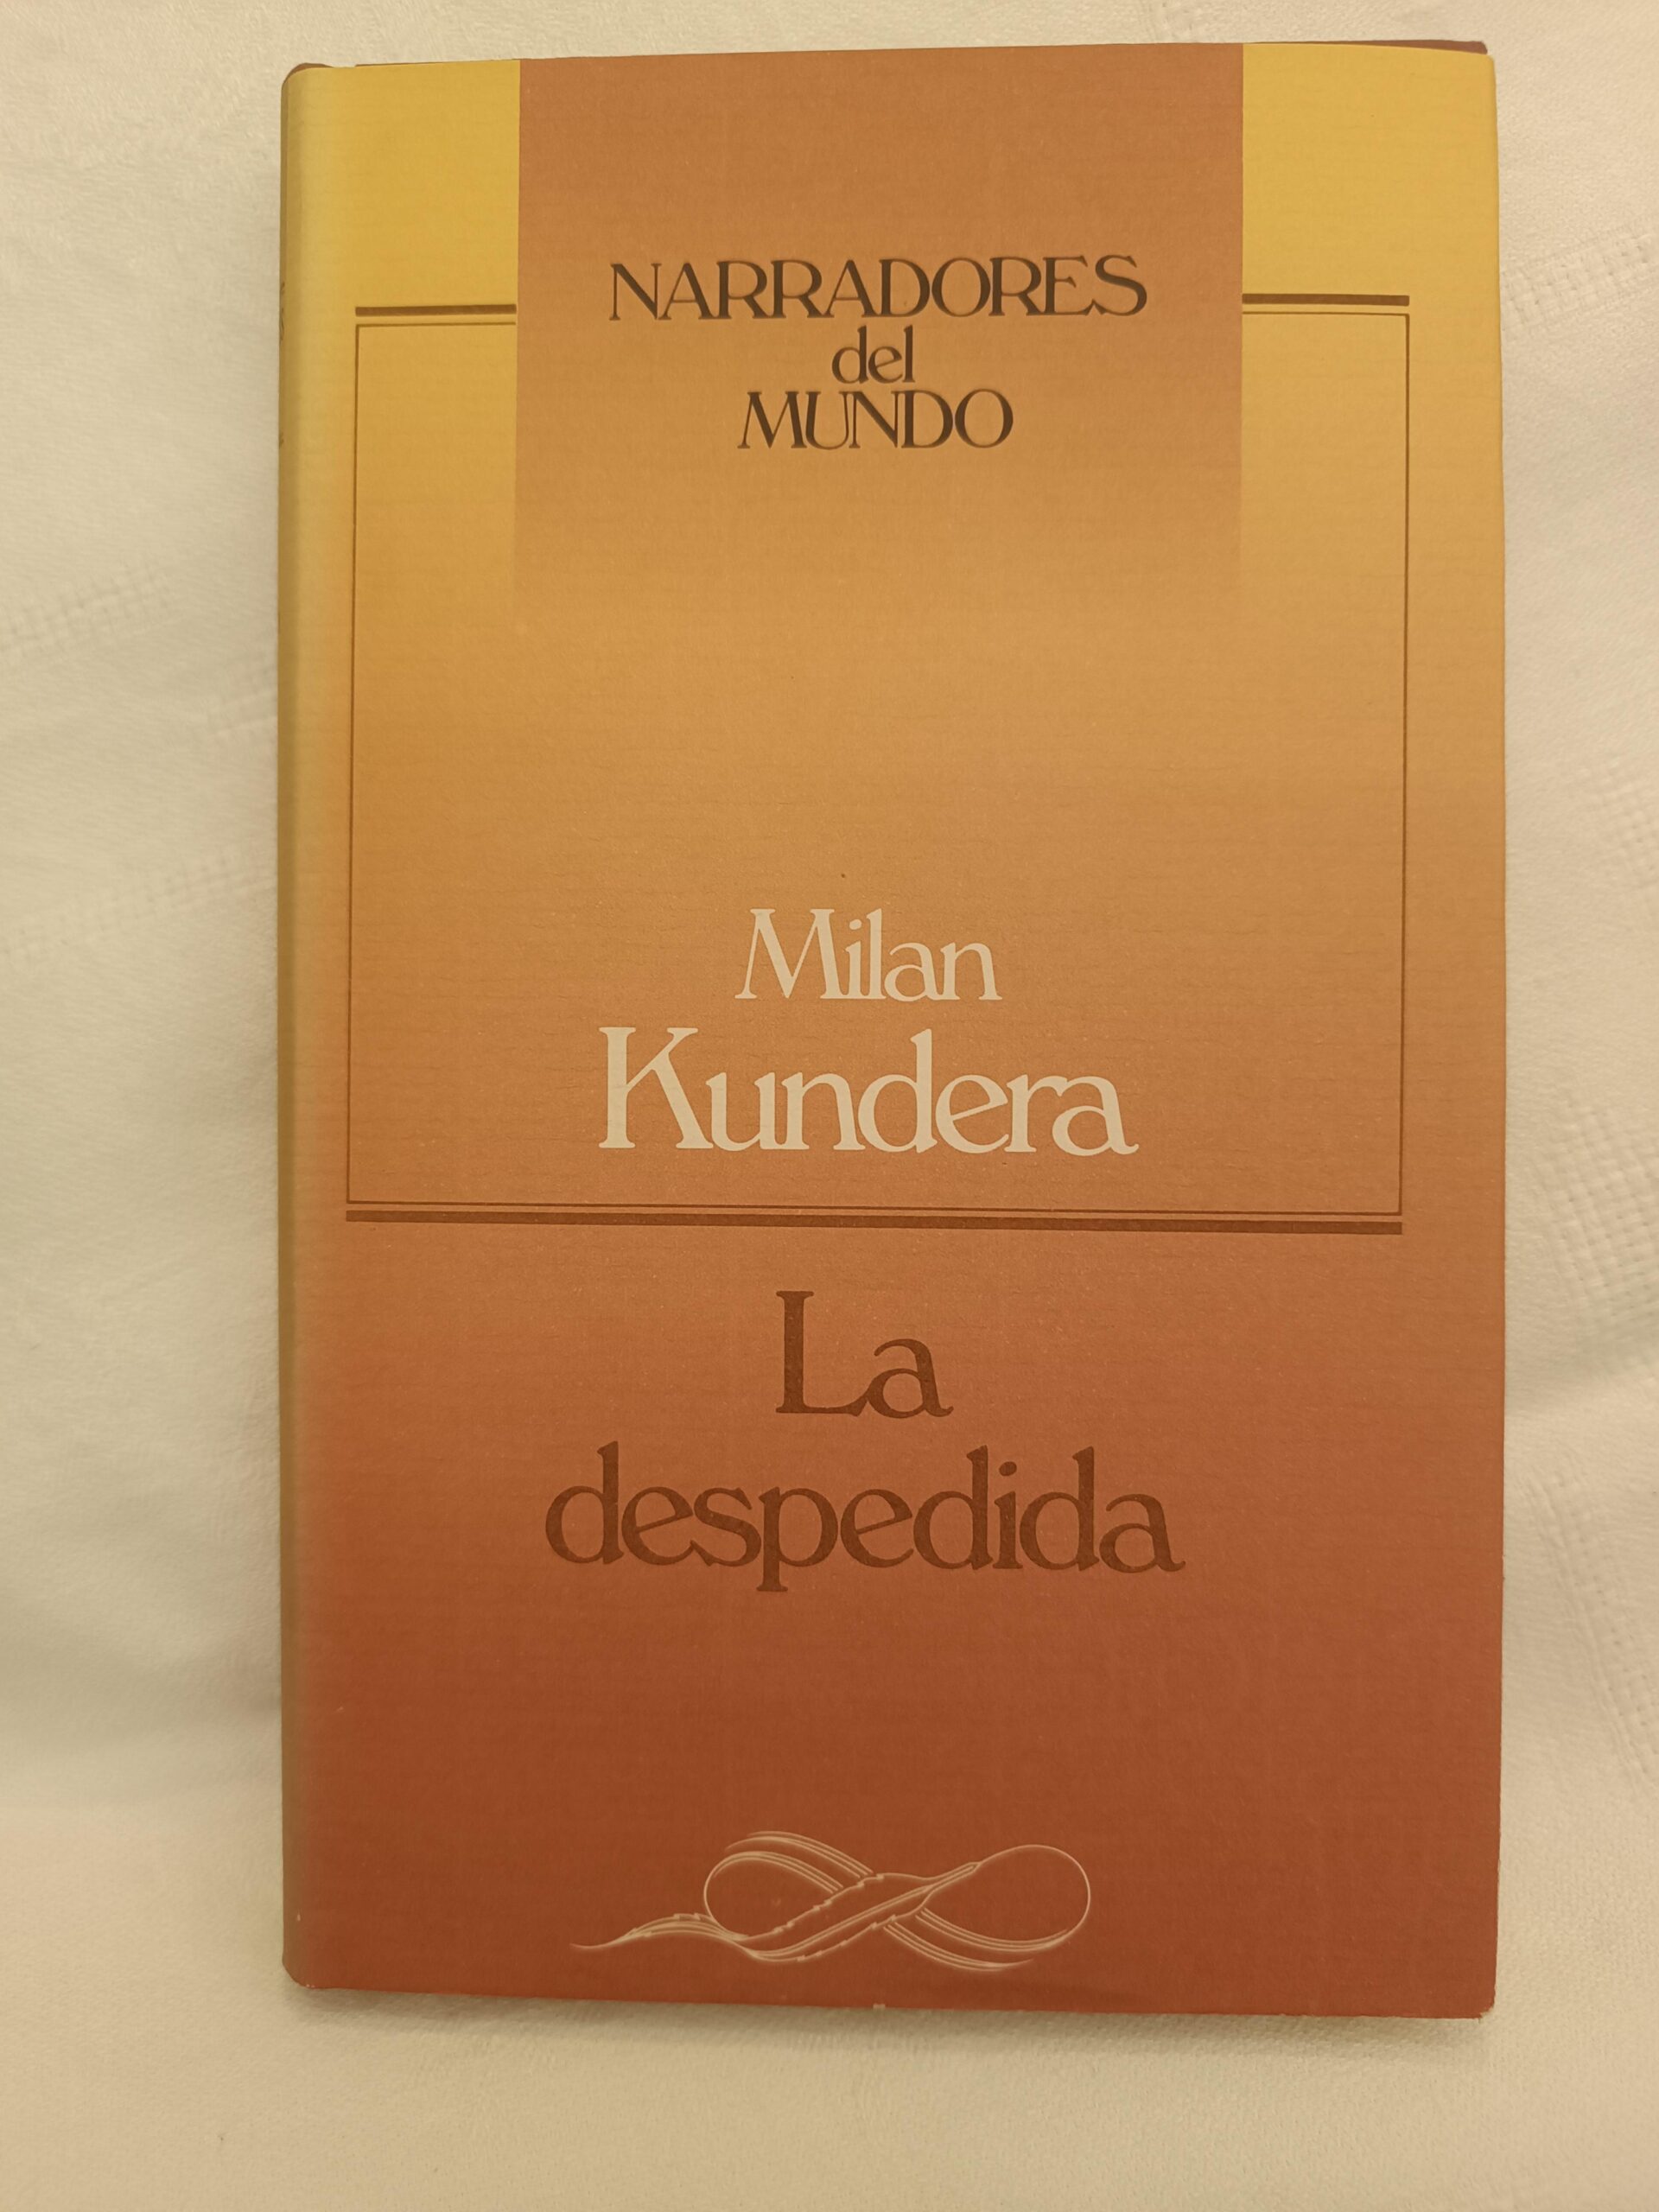 NARRADORES
del
MUNDO
Milan
Kundera
La
despedida